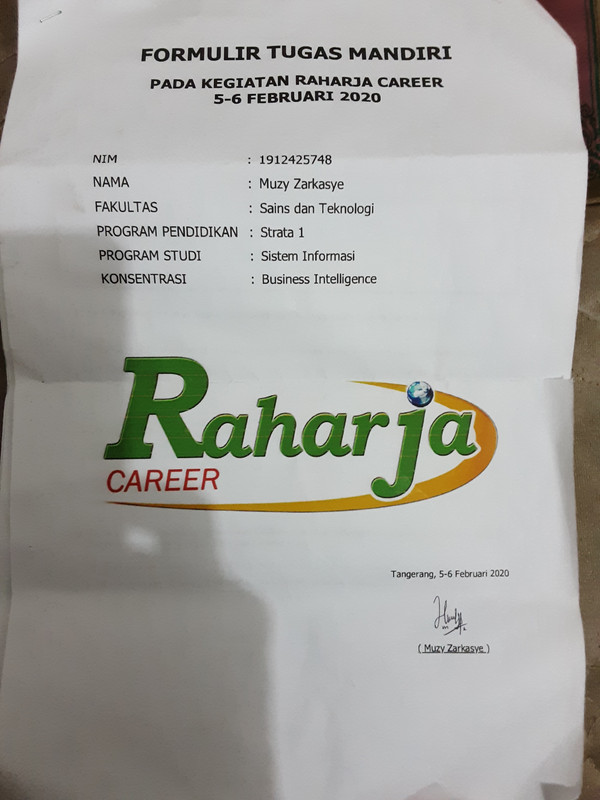 FORMULIR TUGAS MANDIRI
PADA KEGIATAN RAHARJA CAREER
5-6 FEBRUARI 2020
NIM : 1912425748
NAMA : Muzy Zarkasye
FAKULTAS : Sains dan Teknologi
PROGRAM PENDIDIKAN : Strata 1
PROGRAM STUDI : Sistem Informasi
KONSENTRASI : Business Intelligence
Raharja
CAREER
Tangerang, 5-6 Februari 2020
( Muzy Zarkasye )